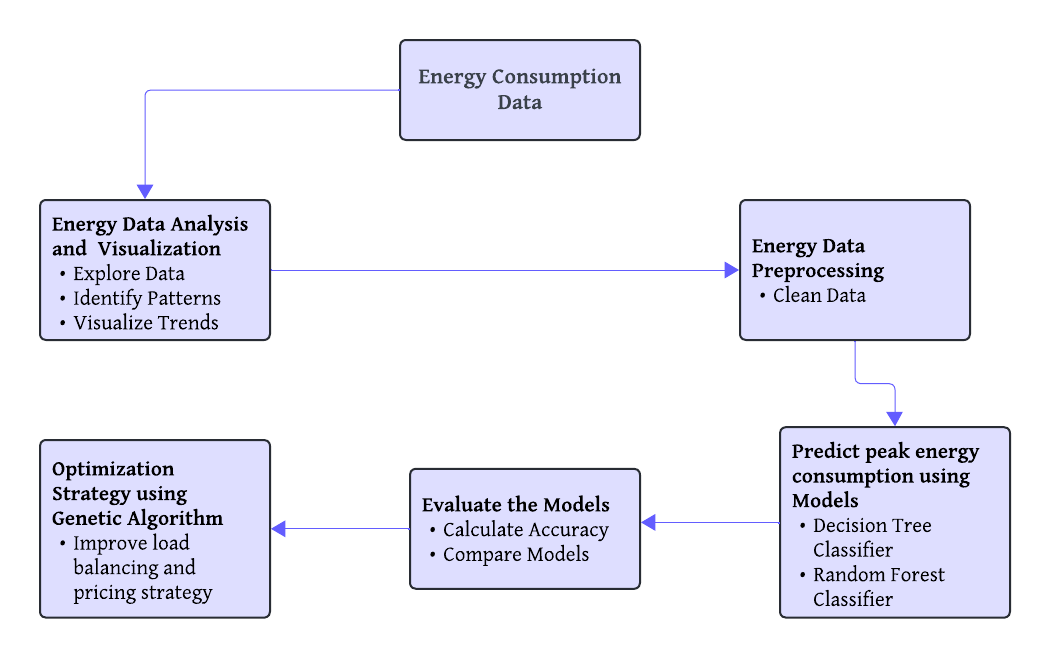 Energy Consumption
Data
Energy Data Analysis
and Visualization
• Explore Data
• Identify Patterns
• Visualize Trends
Energy Data
Preprocessing
• Clean Data
Predict peak energy
consumption using
Models
• Decision Tree
Classifier
• Random Forest
Classifier
Evaluate the Models
• Calculate Accuracy
• Compare Models
Optimization
Strategy using
Genetic Algorithm
• Improve load
balancing and
pricing strategy